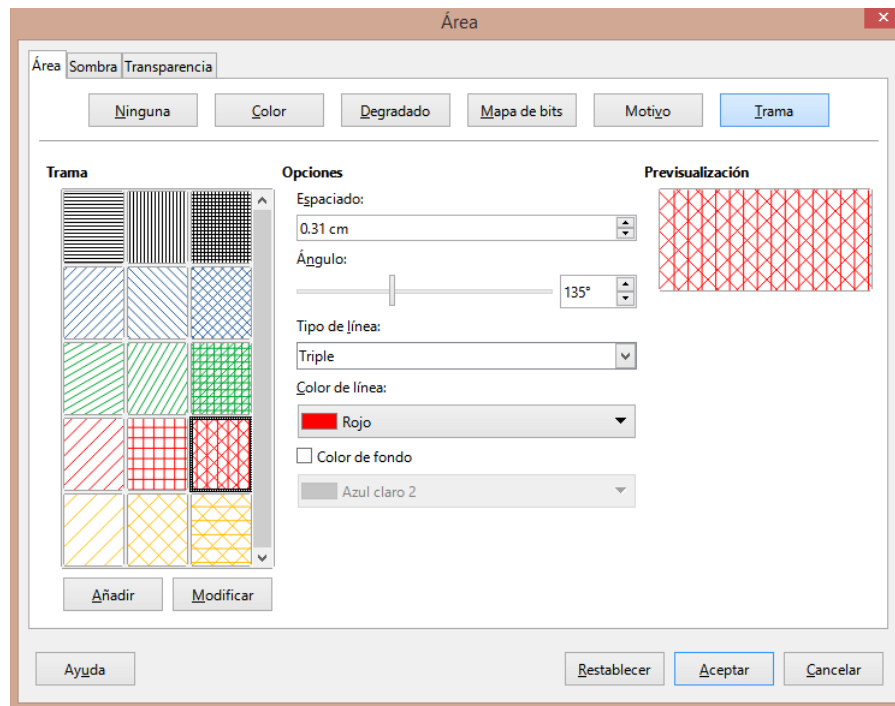 Área
Área Sombra Transparencia
Ninguna Color Degradado Mapa de bits Motivo Trama
Trama
Opciones
Previsualización
Espaciado:
0.31 cm
Ángulo:
135°
Tipo de línea:
Triple
Color de línea:
Rojo
Color de fondo
Azul claro 2
Añadir Modificar
Ayuda Restablecer Aceptar Cancelar